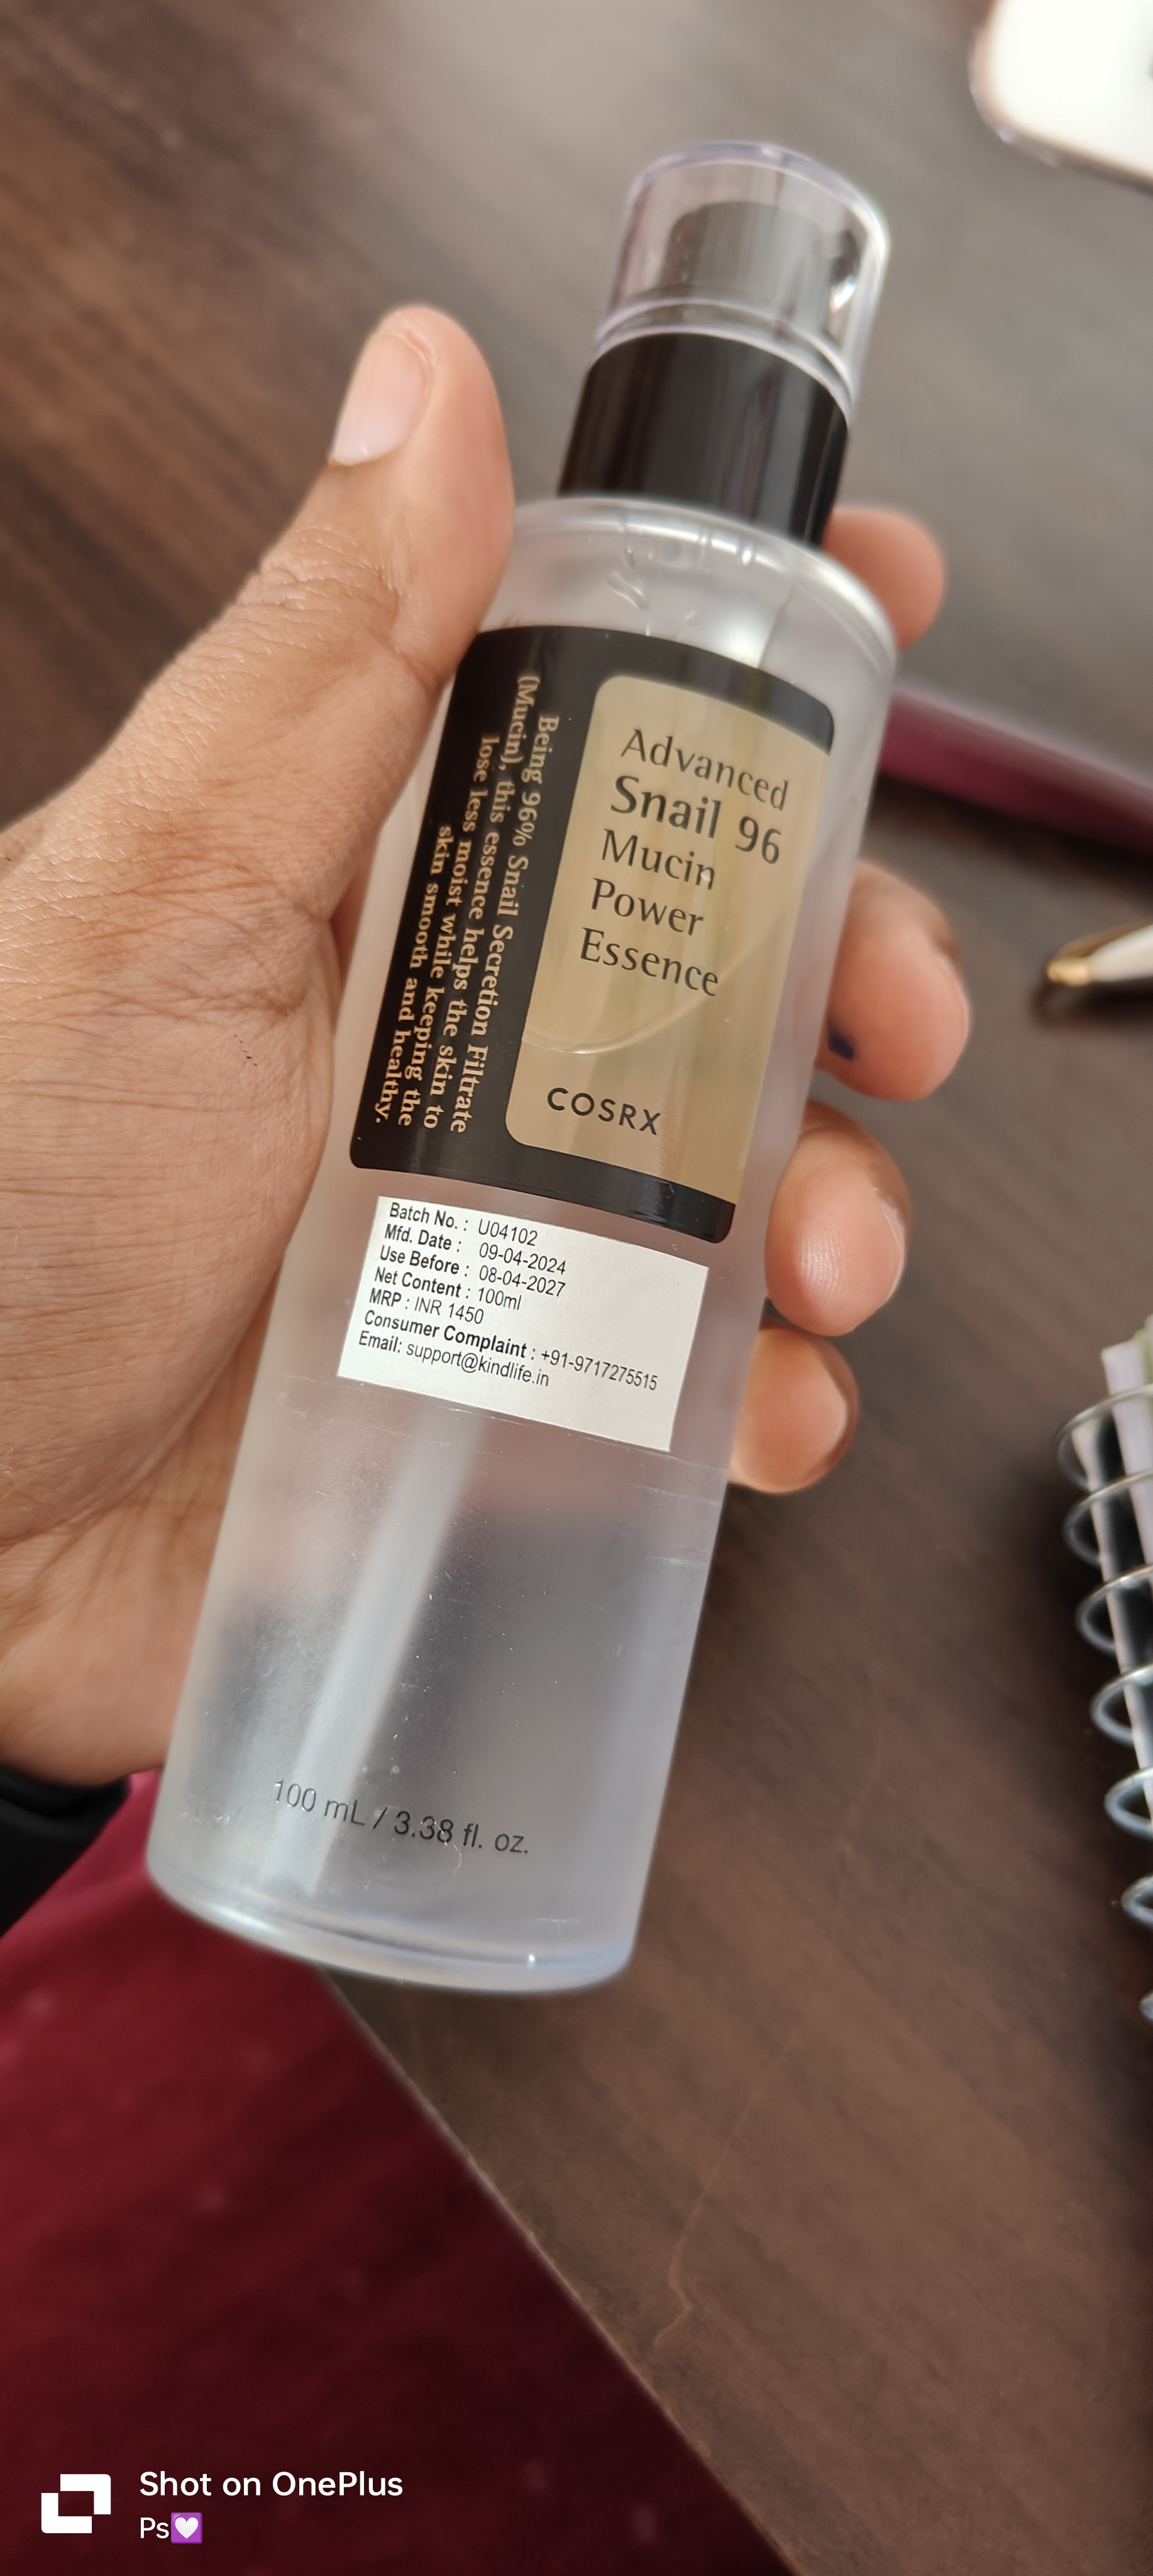 Advanced
Snail 96
Mucin
Power
Essence
COSRX
Being 96% Snail Secretion Filtrate
(Mucin), this essence helps the skin to
lose less moist while keeping the
skin smooth and healthy.
Batch No. : U04102
Mfd. Date : 09-04-2024
Use Before : 08-04-2027
Net Content : 100ml
MRP : INR 1450
Consumer Complaint : +91-9717275515
Email: support@kindlife.in
100 mL / 3.38 fl. oz.
Shot on OnePlus
Ps💜